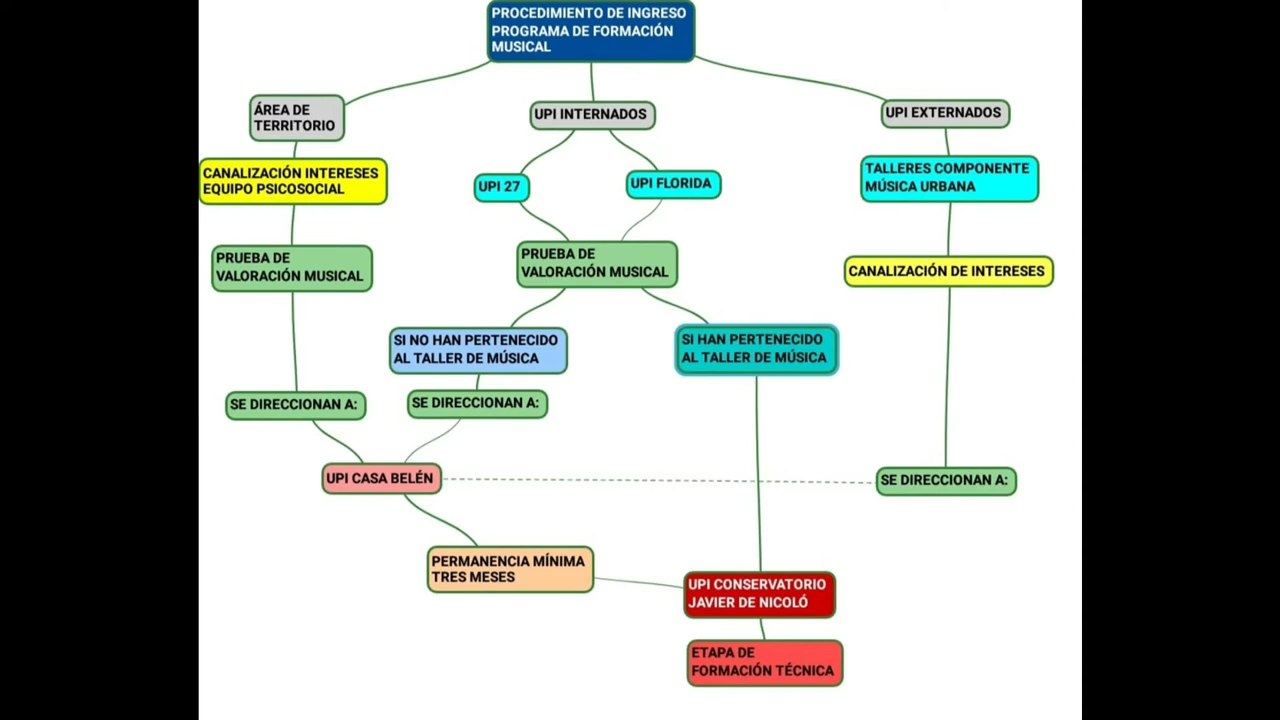 PROCEDIMIENTO DE INGRESO
PROGRAMA DE FORMACIÓN
MUSICAL
ÁREA DE
TERRITORIO
UPI INTERNADOS
UPI EXTERNADOS
CANALIZACIÓN INTERESES
EQUIPO PSICOSOCIAL
UPI 27
UPI FLORIDA
TALLERES COMPONENTE
MÚSICA URBANA
PRUEBA DE
VALORACIÓN MUSICAL
PRUEBA DE
VALORACIÓN MUSICAL
CANALIZACIÓN DE INTERESES
SI NO HAN PERTENECIDO
AL TALLER DE MÚSICA
SI HAN PERTENECIDO
AL TALLER DE MÚSICA
SE DIRECCIONAN A:
SE DIRECCIONAN A:
UPI CASA BELÉN
SE DIRECCIONAN A:
PERMANENCIA MÍNIMA
TRES MESES
UPI CONSERVATORIO
JAVIER DE NICOLÓ
ETAPA DE
FORMACIÓN TÉCNICA